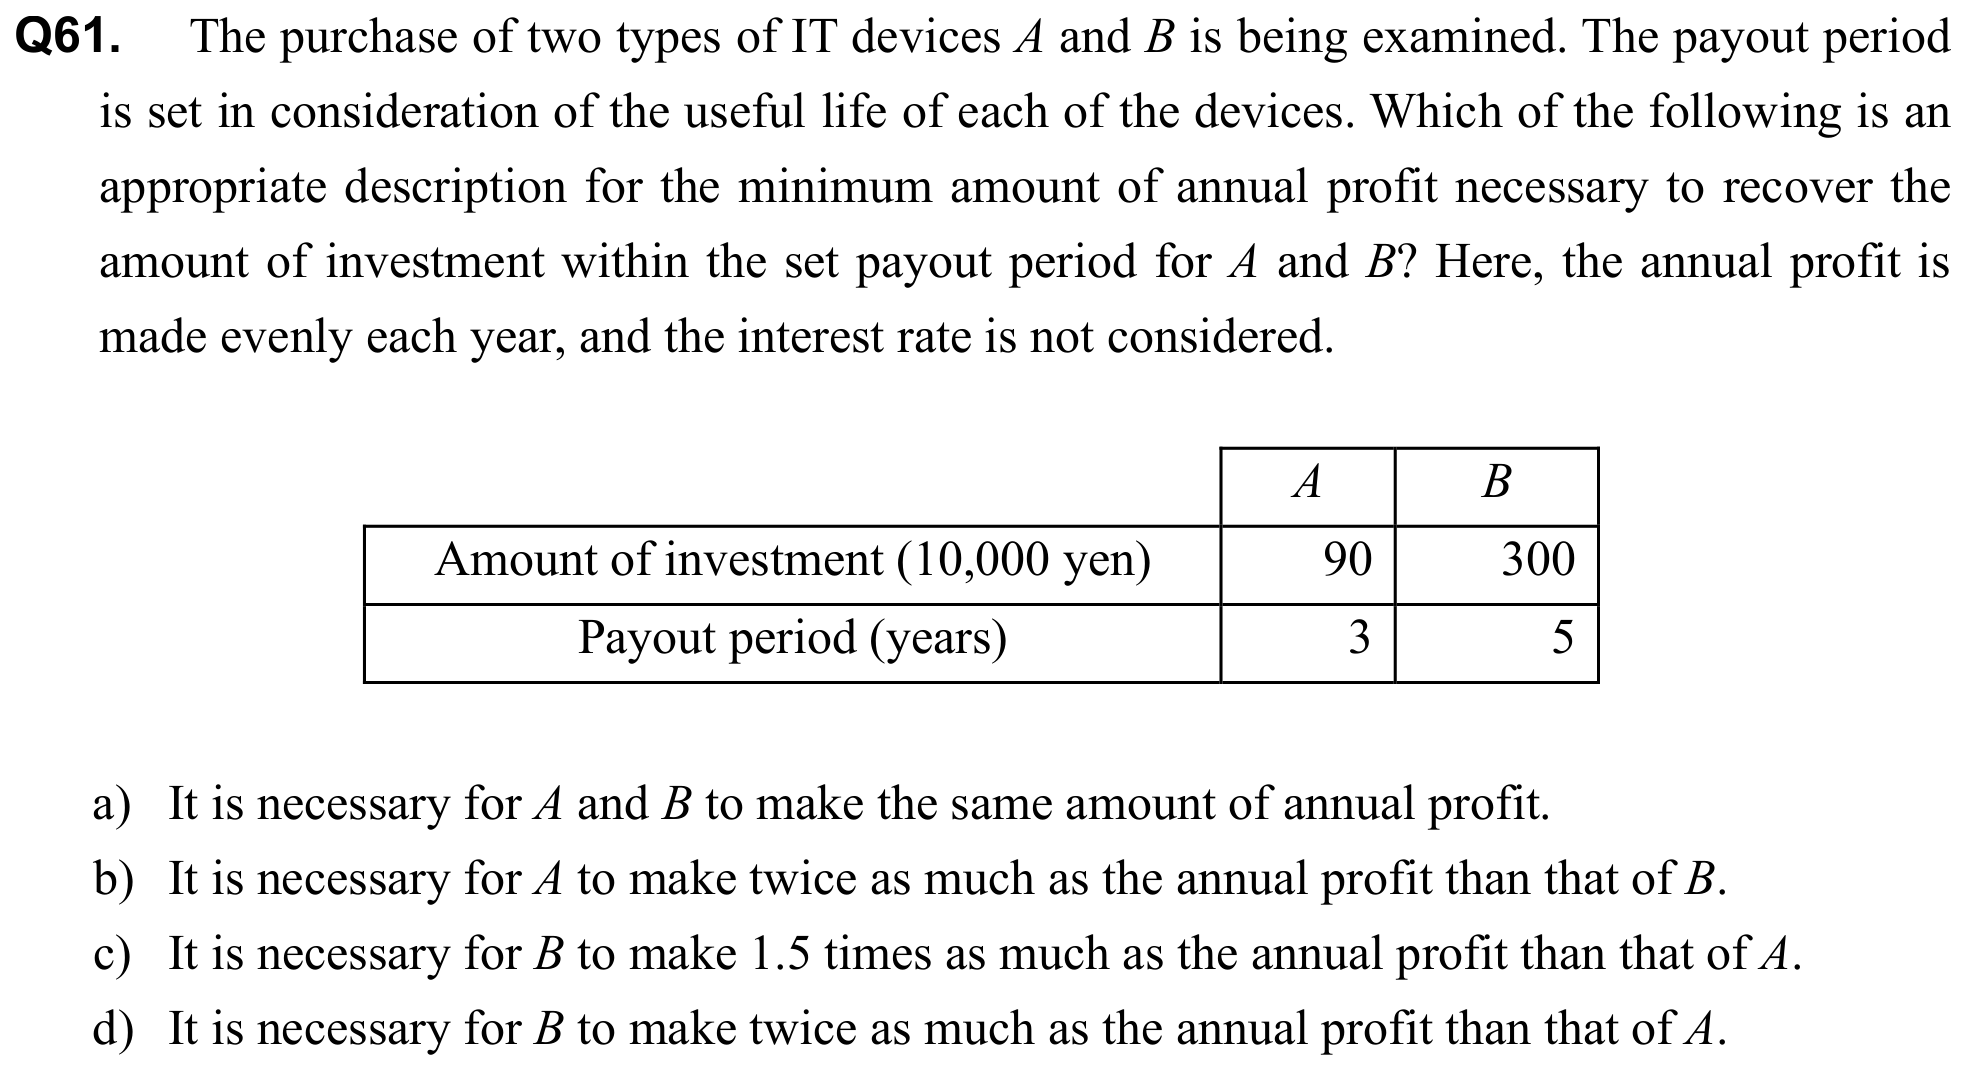 Q61. The purchase of two types of IT devices A and B is being examined. The payout period
is set in consideration of the useful life of each of the devices. Which of the following is an
appropriate description for the minimum amount of annual profit necessary to recover the
amount of investment within the set payout period for A and B? Here, the annual profit is
made evenly each year, and the interest rate is not considered.
A B
Amount of investment (10,000 yen) 90 300
Payout period (years) 3 5
a) It is necessary for A and B to make the same amount of annual profit.
b) It is necessary for A to make twice as much as the annual profit than that of B.
c) It is necessary for B to make 1.5 times as much as the annual profit than that of A.
d) It is necessary for B to make twice as much as the annual profit than that of A.